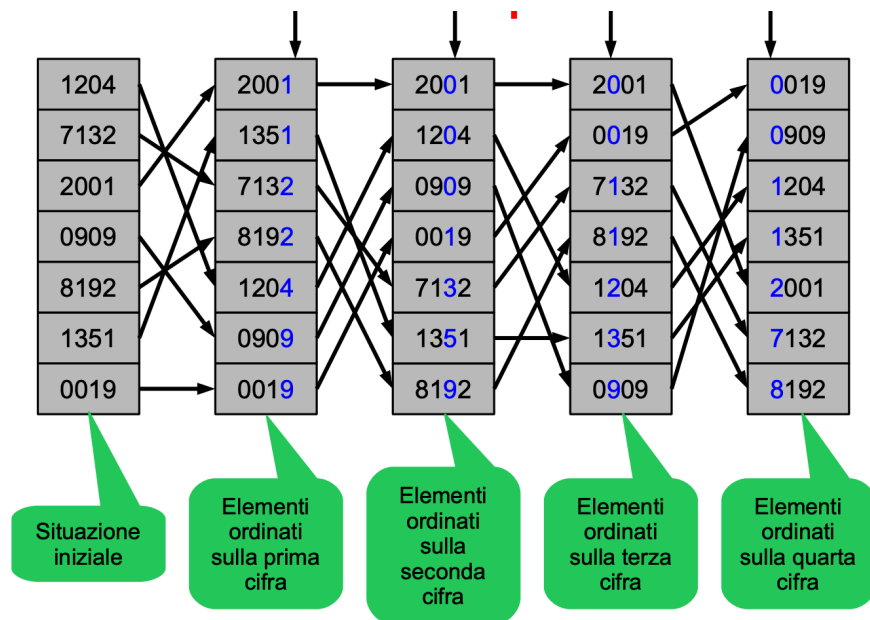 1204 2001 2001 2001 0019
7132 1351 1204 0019 0909
2001 7132 0909 7132 1204
0909 8192 0019 8192 1351
8192 1204 7132 1204 2001
1351 0909 1351 1351 7132
0019 0019 8192 0909 8192
Situazione
iniziale
Elementi
ordinati
sulla prima
cifra
Elementi
ordinati
sulla
seconda
cifra
Elementi
ordinati
sulla terza
cifra
Elementi
ordinati
sulla quarta
cifra